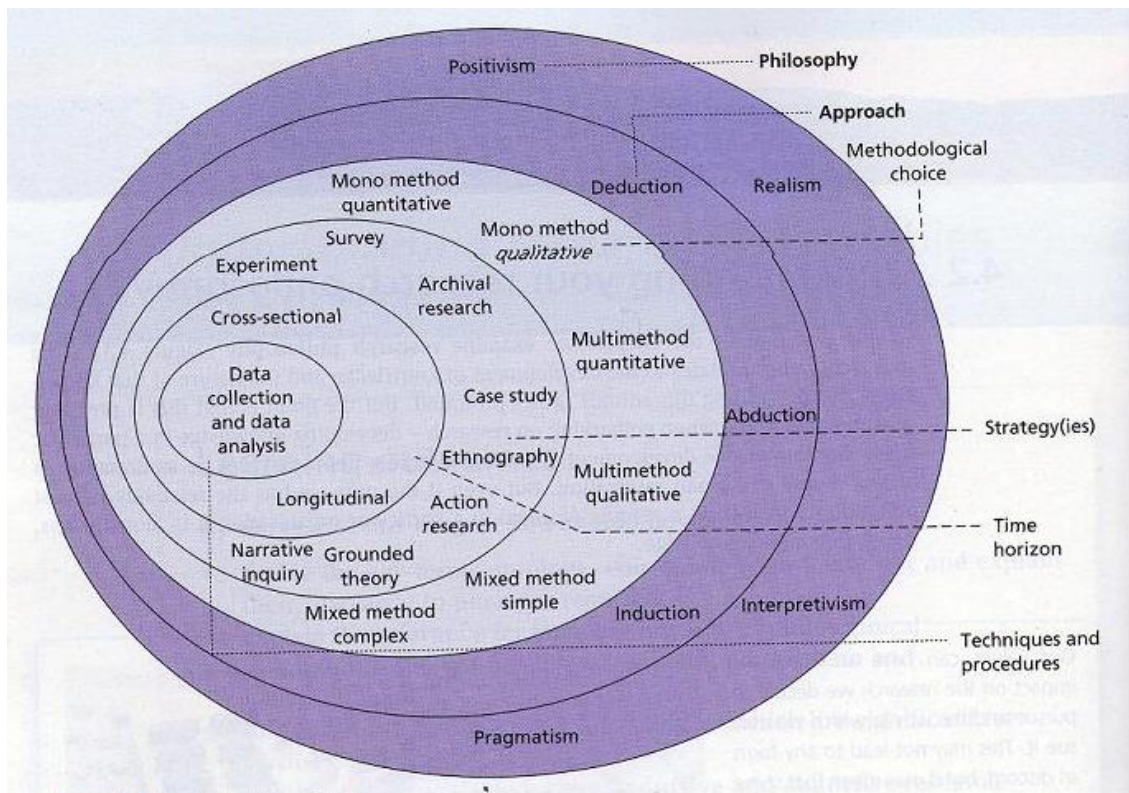 Positivism
Philosophy
Approach
Methodological
choice
Deduction
Realism
Mono method
quantitative
Mono method
qualitative
Survey
Experiment
Archival
research
Cross-sectional
Multimethod
quantitative
Data
collection
and data
analysis
Case study
Abduction
Strategy(ies)
Ethnography
Multimethod
qualitative
Longitudinal
Action
research
Time
horizon
Narrative
inquiry
Grounded
theory
Mixed method
simple
Mixed method
complex
Induction
Interpretivism
Techniques and
procedures
Pragmatism
4.2